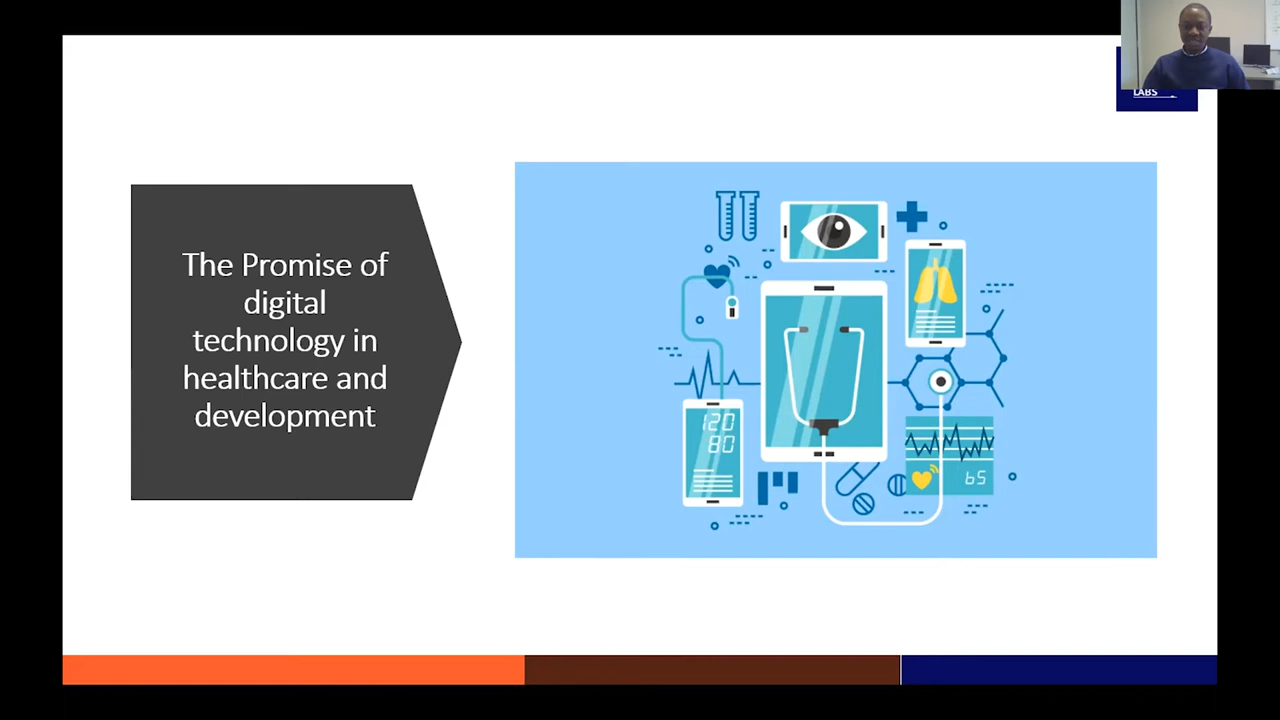 LABS
The Promise of
digital
technology in
healthcare and
development
120
80
65